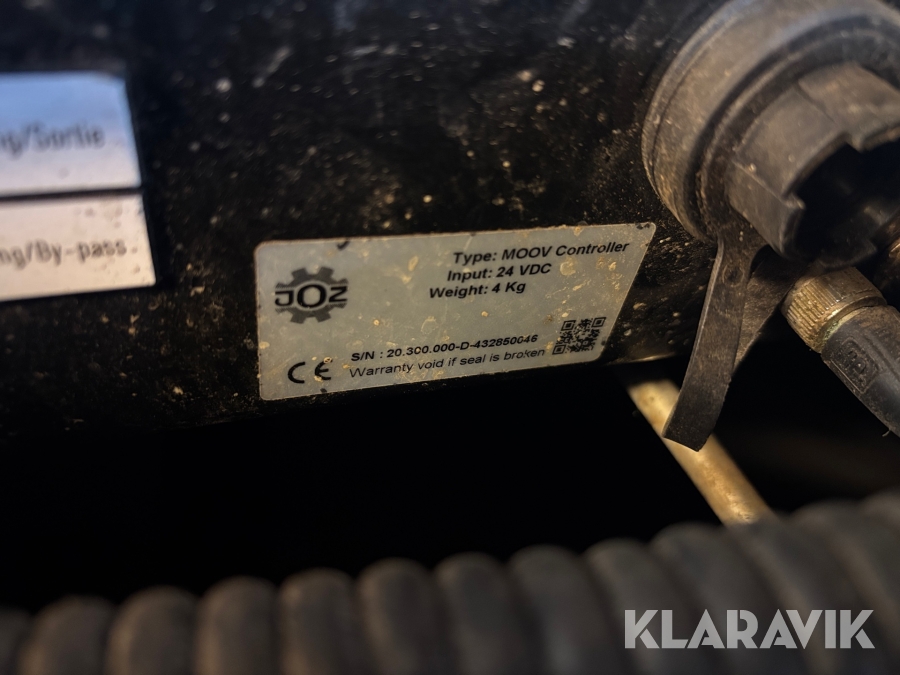 ng/Sortie
ng/By-pass
JOZ
Type: MOOV Controller
Input: 24 VDC
Weight: 4 Kg
S/N : 20.300.000-D-432850046
CE Warranty void if seal is broken
KLARAVIK